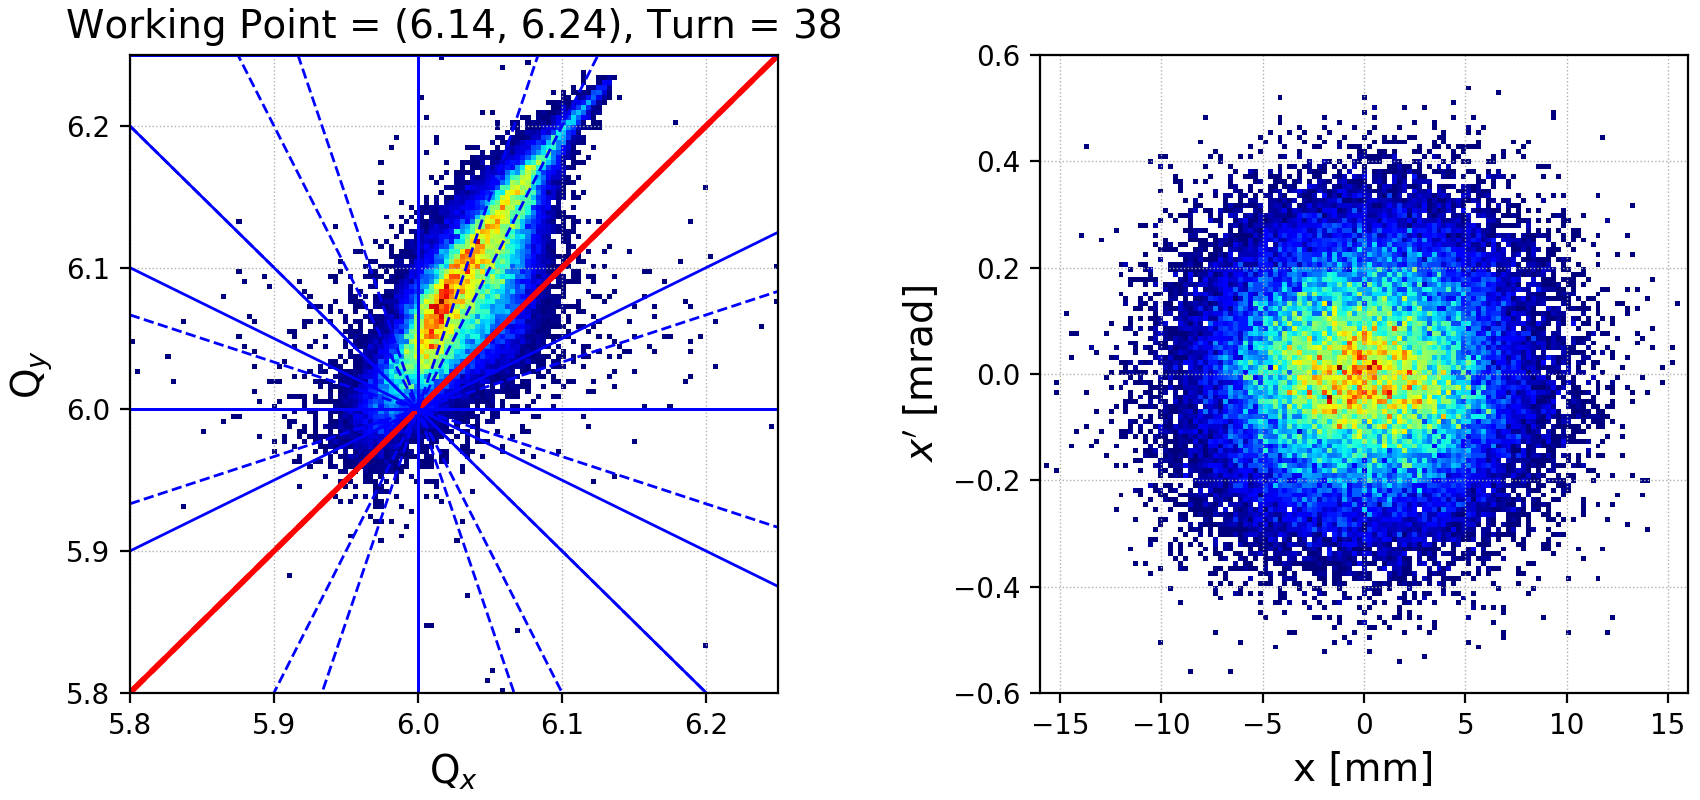 Working Point = (6.14, 6.24), Turn = 38
6.2
6.1
6.0
5.9
5.8
Qy
5.8 5.9 6.0 6.1 6.2
Qx
0.6
0.4
0.2
0.0
−0.2
−0.4
−0.6
x′ [mrad]
−15 −10 −5 0 5 10 15
x [mm]